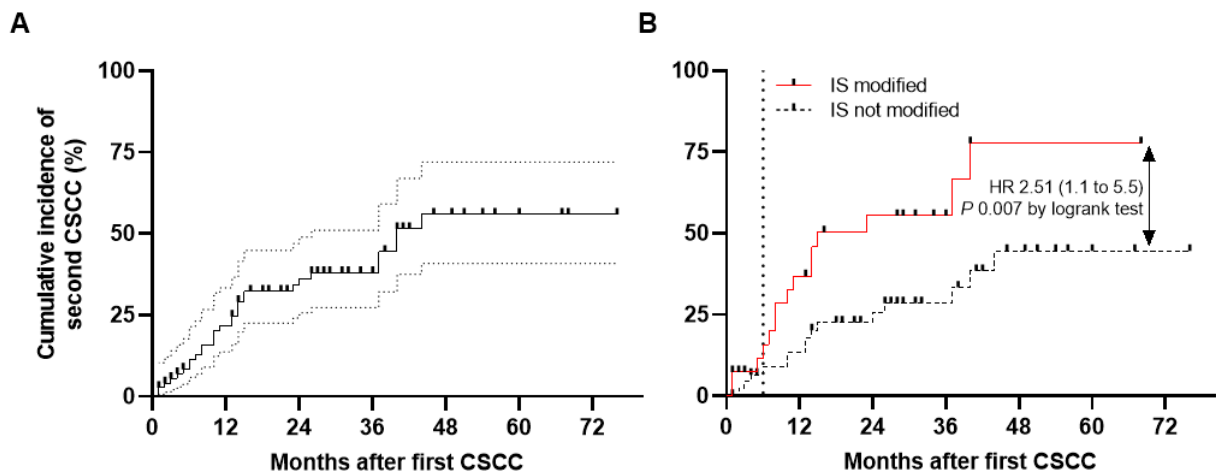 A
Cumulative incidence of
second CSCC (%)
100
75
50
25
0
0 12 24 36 48 60 72
Months after first CSCC
B
IS modified
IS not modified
HR 2.51 (1.1 to 5.5)
P 0.007 by logrank test
100
75
50
25
0
0 12 24 36 48 60 72
Months after first CSCC